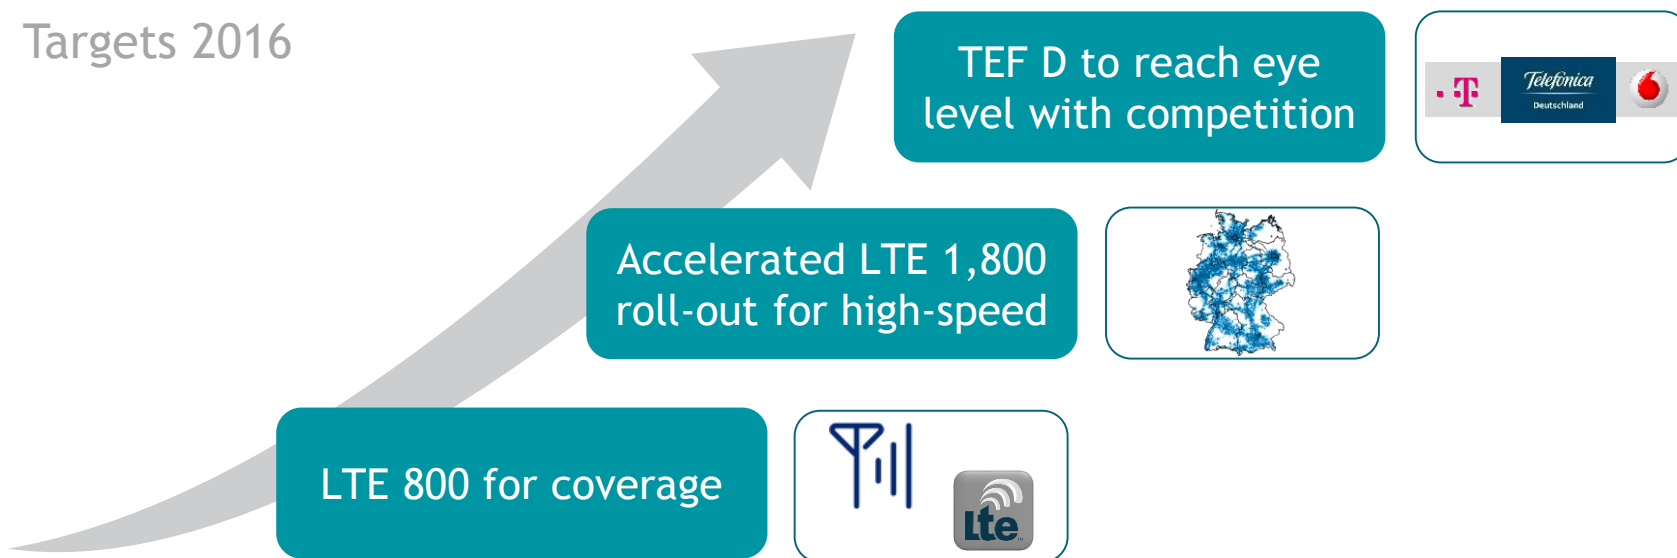 Targets 2016
TEF D to reach eye
level with competition
T
Telefónica
Deutschland
Accelerated LTE 1,800
roll-out for high-speed
LTE 800 for coverage
Lte